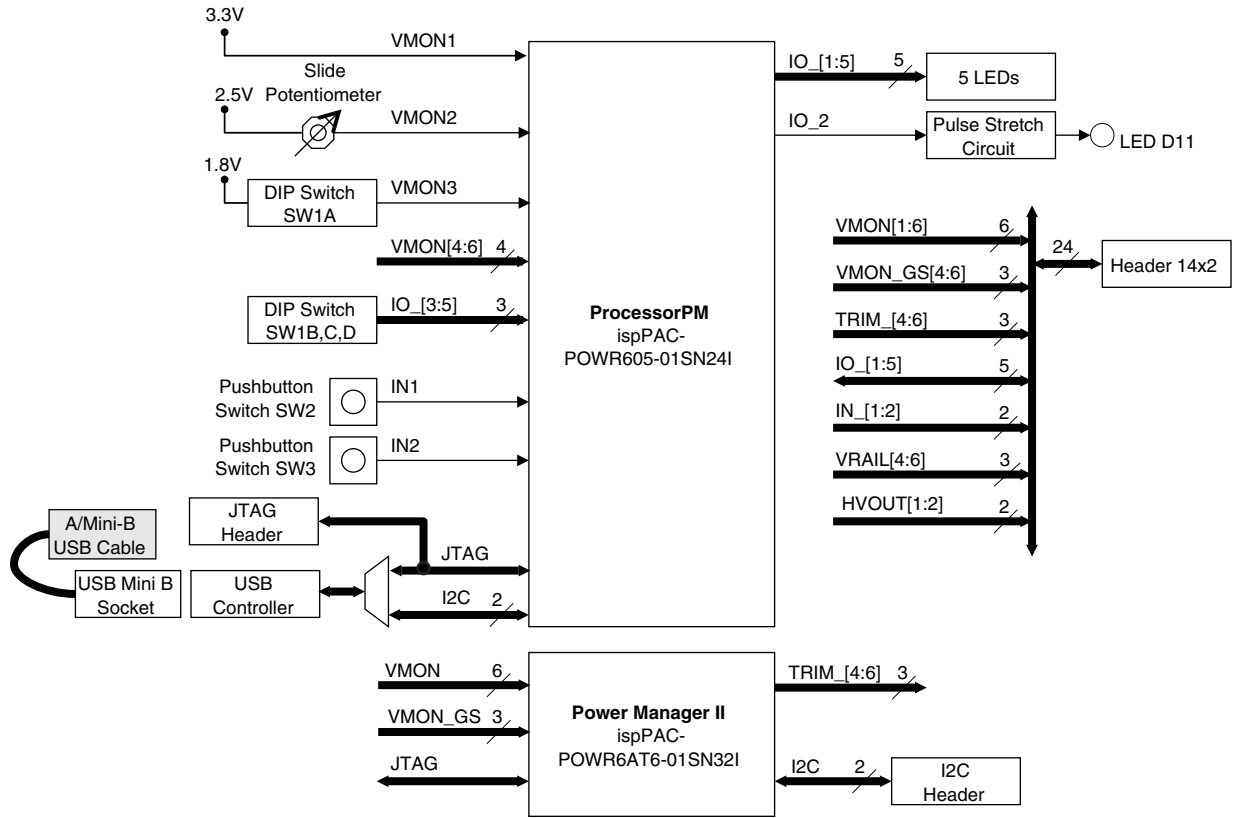 3.3V
VMON1
Slide
Potentiometer
2.5V
VMON2
1.8V
DIP Switch
SW1A
VMON3
VMON[4:6] 4
DIP Switch
SW1B,C,D
IO_[3:5] 3
Pushbutton
Switch SW2
IN1
Pushbutton
Switch SW3
IN2
JTAG
Header
A/Mini-B
USB Cable
USB Mini B
Socket
USB
Controller
JTAG
I2C 2
ProcessorPM
ispPAC-
POWR605-01SN24I
IO_[1:5] 5
5 LEDs
IO_2
Pulse Stretch
Circuit
LED D11
VMON[1:6] 6
VMON_GS[4:6] 3
TRIM_[4:6] 3
IO_[1:5] 5
IN_[1:2] 2
VRAIL[4:6] 3
HVOUT[1:2] 2
24
Header 14x2
VMON 6
VMON_GS 3
JTAG
Power Manager II
ispPAC-
POWR6AT6-01SN32I
TRIM_[4:6] 3
I2C 2
I2C
Header